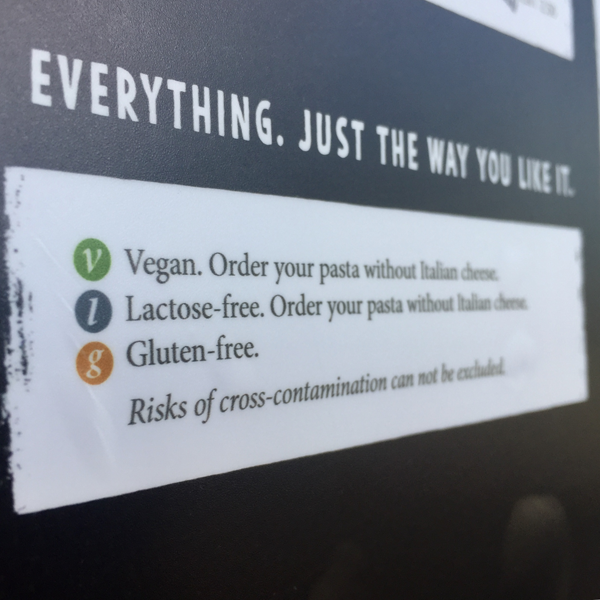 EVERYTHING. JUST THE WAY YOU LIKE IT.
v Vegan. Order your pasta without Italian cheese.
l Lactose-free. Order your pasta without Italian cheese.
g Gluten-free.
Risks of cross-contamination can not be excluded.